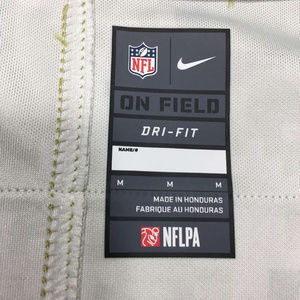 NFL
ON FIELD
DRI-FIT
NAME/#
M M M
MADE IN HONDURAS
FABRIQUE AU HONDURAS
NFLPA